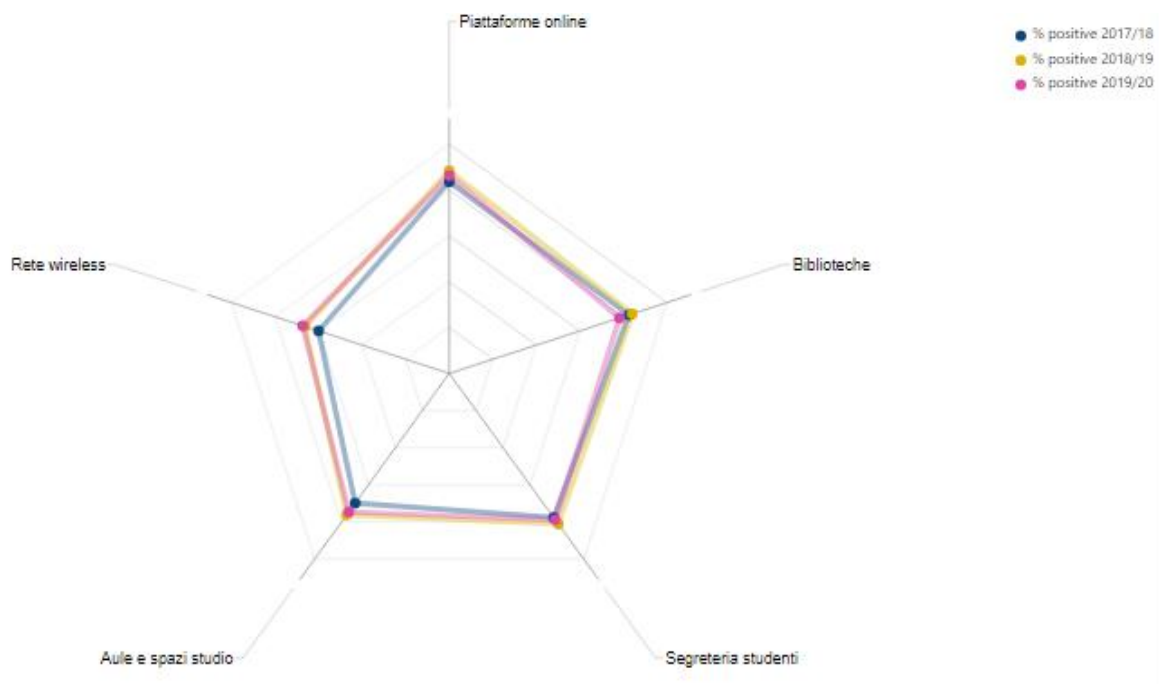 Piattaforme online
% positive 2017/18
% positive 2018/19
% positive 2019/20
Rete wireless
Biblioteche
Aule e spazi studio
Segreteria studenti